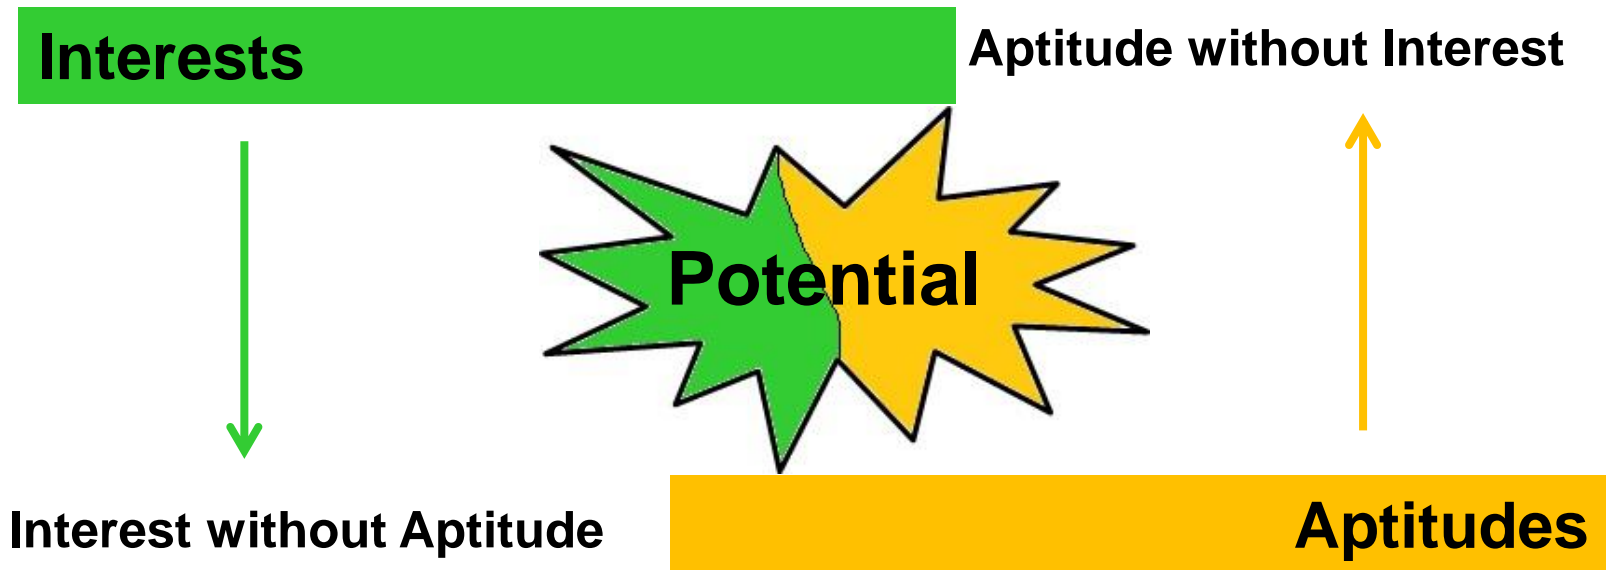 Interests
Aptitude without Interest
Potential
Interest without Aptitude
Aptitudes